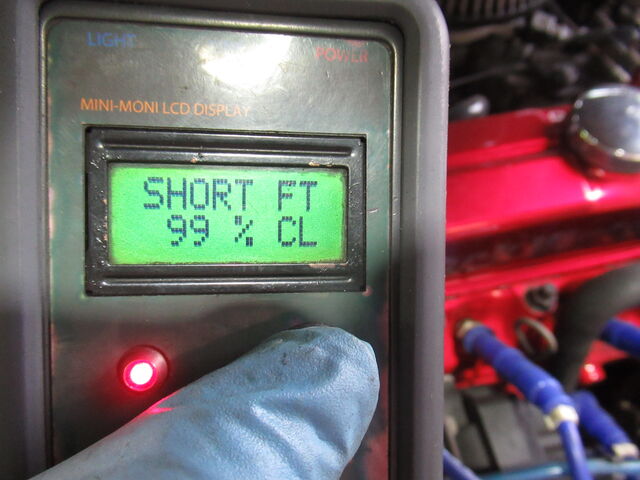 LIGHT
POWER
MINI-MONI LCD DISPLAY
SHORT FT
99 % CL